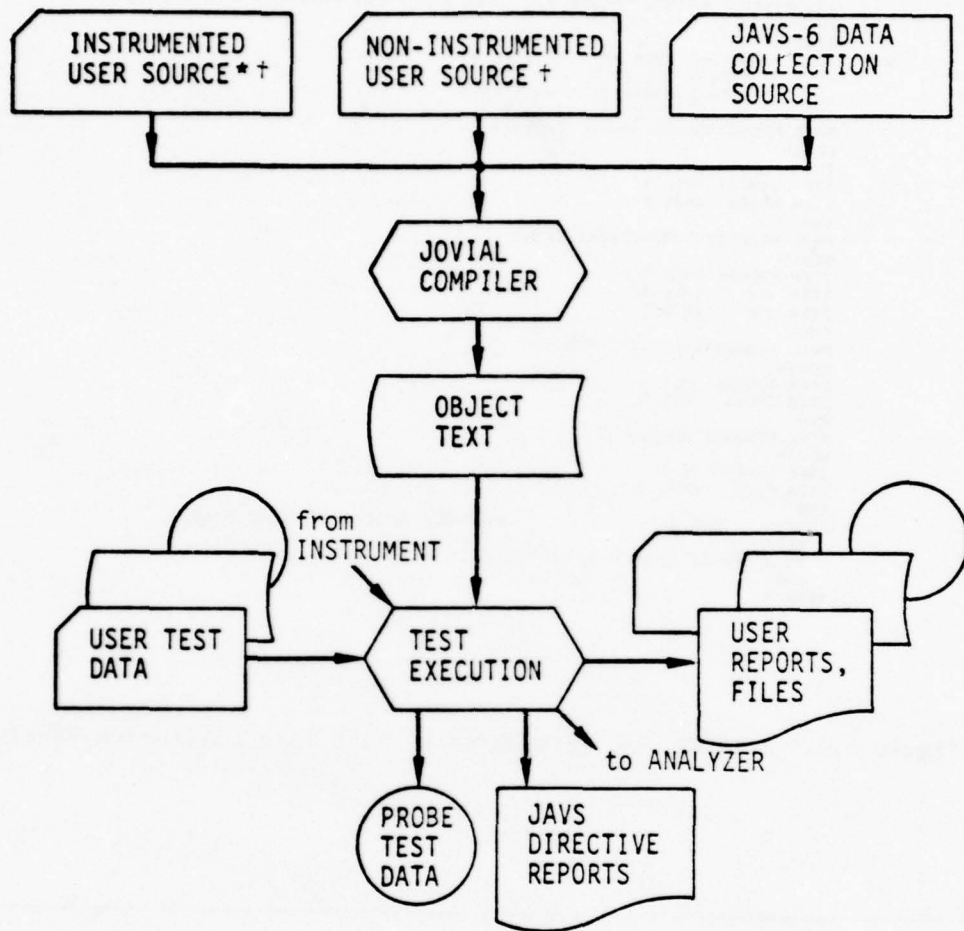 INSTRUMENTED
USER SOURCE*†
NON-INSTRUMENTED
USER SOURCE†
JAVS-6 DATA
COLLECTION
SOURCE
JOVIAL
COMPILER
OBJECT
TEXT
from
INSTRUMENT
USER TEST
DATA
TEST
EXECUTION
USER
REPORTS,
FILES
to ANALYZER
PROBE
TEST
DATA
JAVS
DIRECTIVE
REPORTS